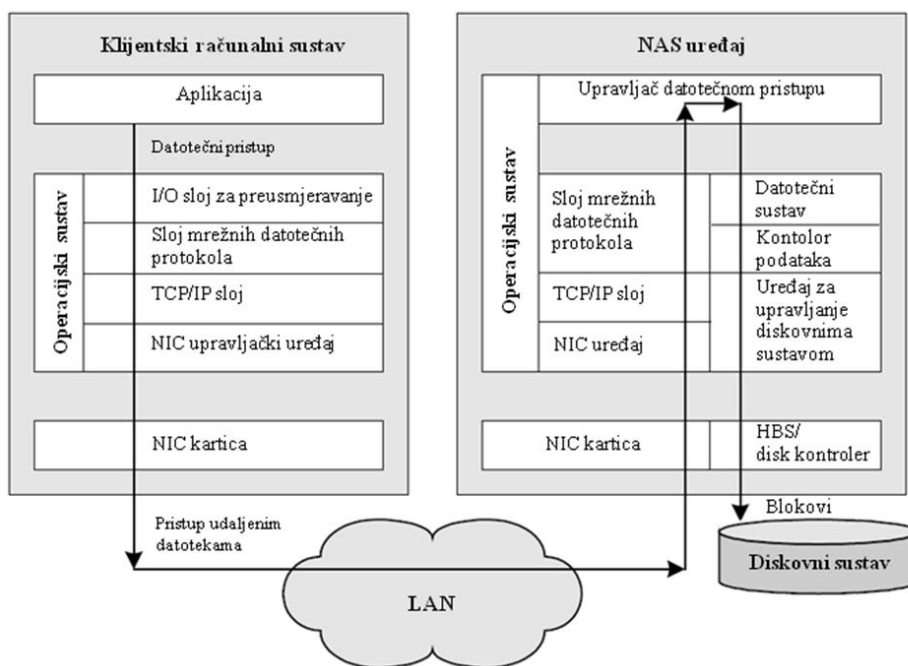 Klijentski računalni sustav
Aplikacija
Datotečni pristup
Operacijski sustav
I/O sloj za preusmjeravanje
Sloj mrežnih datotečnih
protokola
TCP/IP sloj
NIC upravljački uređaj
NIC kartica
Pristup udaljenim
datotekama
LAN
NAS uređaj
Upravljač datotečnom pristupu
Operacijski sustav
Sloj mrežnih
datotečnih
protokola
TCP/IP sloj
NIC uređaj
Datotečni
sustav
Kontolor
podataka
Uređaj za
upravljanje
diskovnima
sustavom
NIC kartica
HBS/
disk kontroler
Blokovi
Diskovni sustav